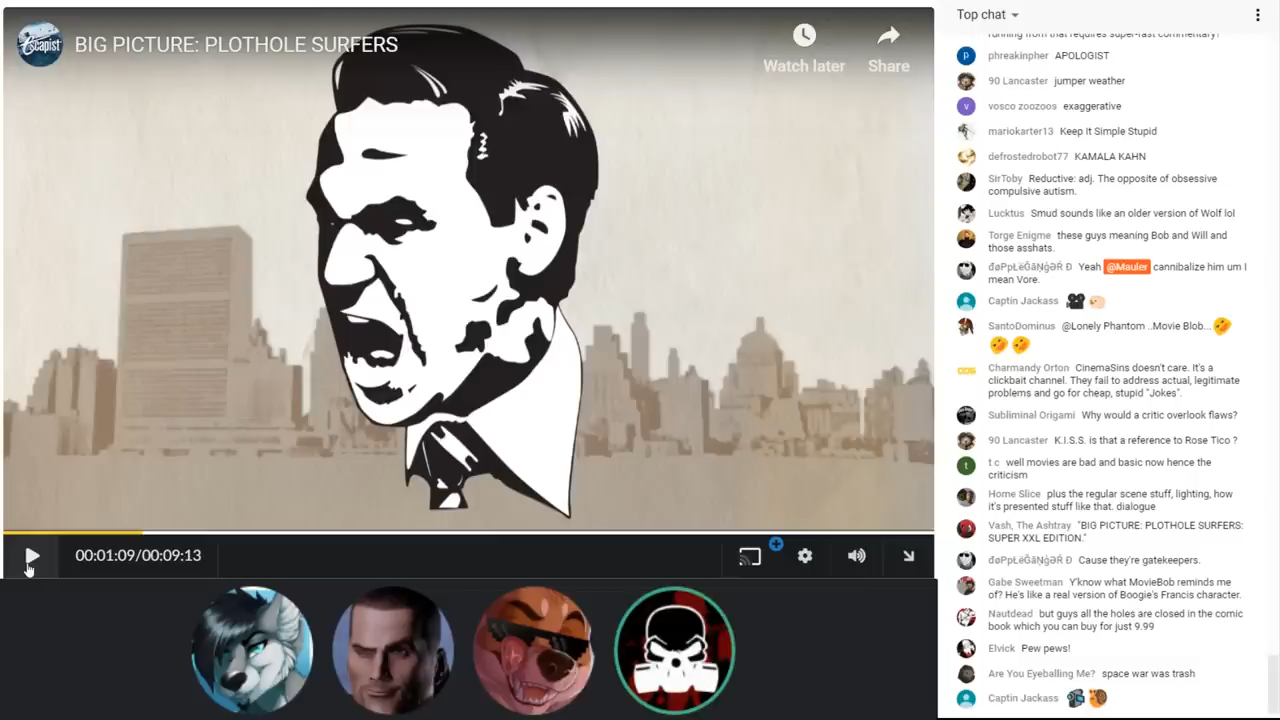 Escapist
BIG PICTURE: PLOTHOLE SURFERS
Watch later
Share
00:01:09/00:09:13
Top chat
running from that requires super-fast commentary!
p
phreakinpher APOLOGIST
90 Lancaster jumper weather
v
vosco zoozoos exaggerative
mariokarter13 Keep It Simple Stupid
defrostedrobot77 KAMALA KAHN
SirToby Reductive: adj. The opposite of obsessive
compulsive autism.
Lucktus Smud sounds like an older version of Wolf lol
Torge Enigme these guys meaning Bob and Will and
those asshats.
Yeah @Mauler cannibalize him um I
mean Vore.
Captin Jackass
SantoDominus @Lonely Phantom ..Movie Blob...
Charmandy Orton CinemaSins doesn't care. It's a
clickbait channel. They fail to address actual, legitimate
problems and go for cheap, stupid "Jokes".
Subliminal Origami Why would a critic overlook flaws?
90 Lancaster K.I.S.S. is that a reference to Rose Tico ?
t
t c well movies are bad and basic now hence the
criticism
Home Slice plus the regular scene stuff, lighting, how
it's presented stuff like that. dialogue
Vash, The Ashtray "BIG PICTURE: PLOTHOLE SURFERS:
SUPER XXL EDITION."
Cause they're gatekeepers.
Gabe Sweetman Y'know what MovieBob reminds me
of? He's like a real version of Boogie's Francis character.
Nautdead but guys all the holes are closed in the comic
book which you can buy for just 9.99
Elvick Pew pews!
Are You Eyeballing Me? space war was trash
Captin Jackass